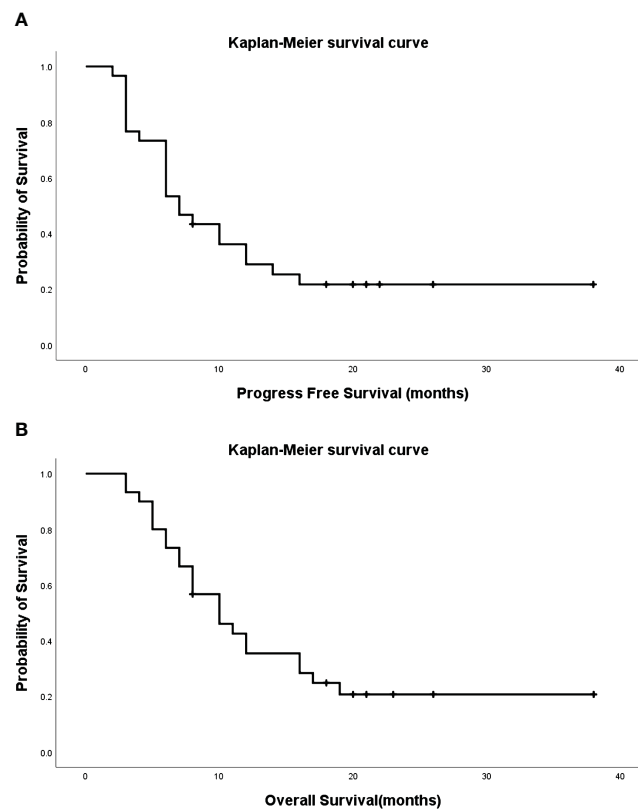 A
Kaplan-Meier survival curve
Probability of Survival
1.0
0.8
0.6
0.4
0.2
0.0
0 10 20 30 40
Progress Free Survival (months)
B
Kaplan-Meier survival curve
Probability of Survival
1.0
0.8
0.6
0.4
0.2
0.0
0 10 20 30 40
Overall Survival(months)